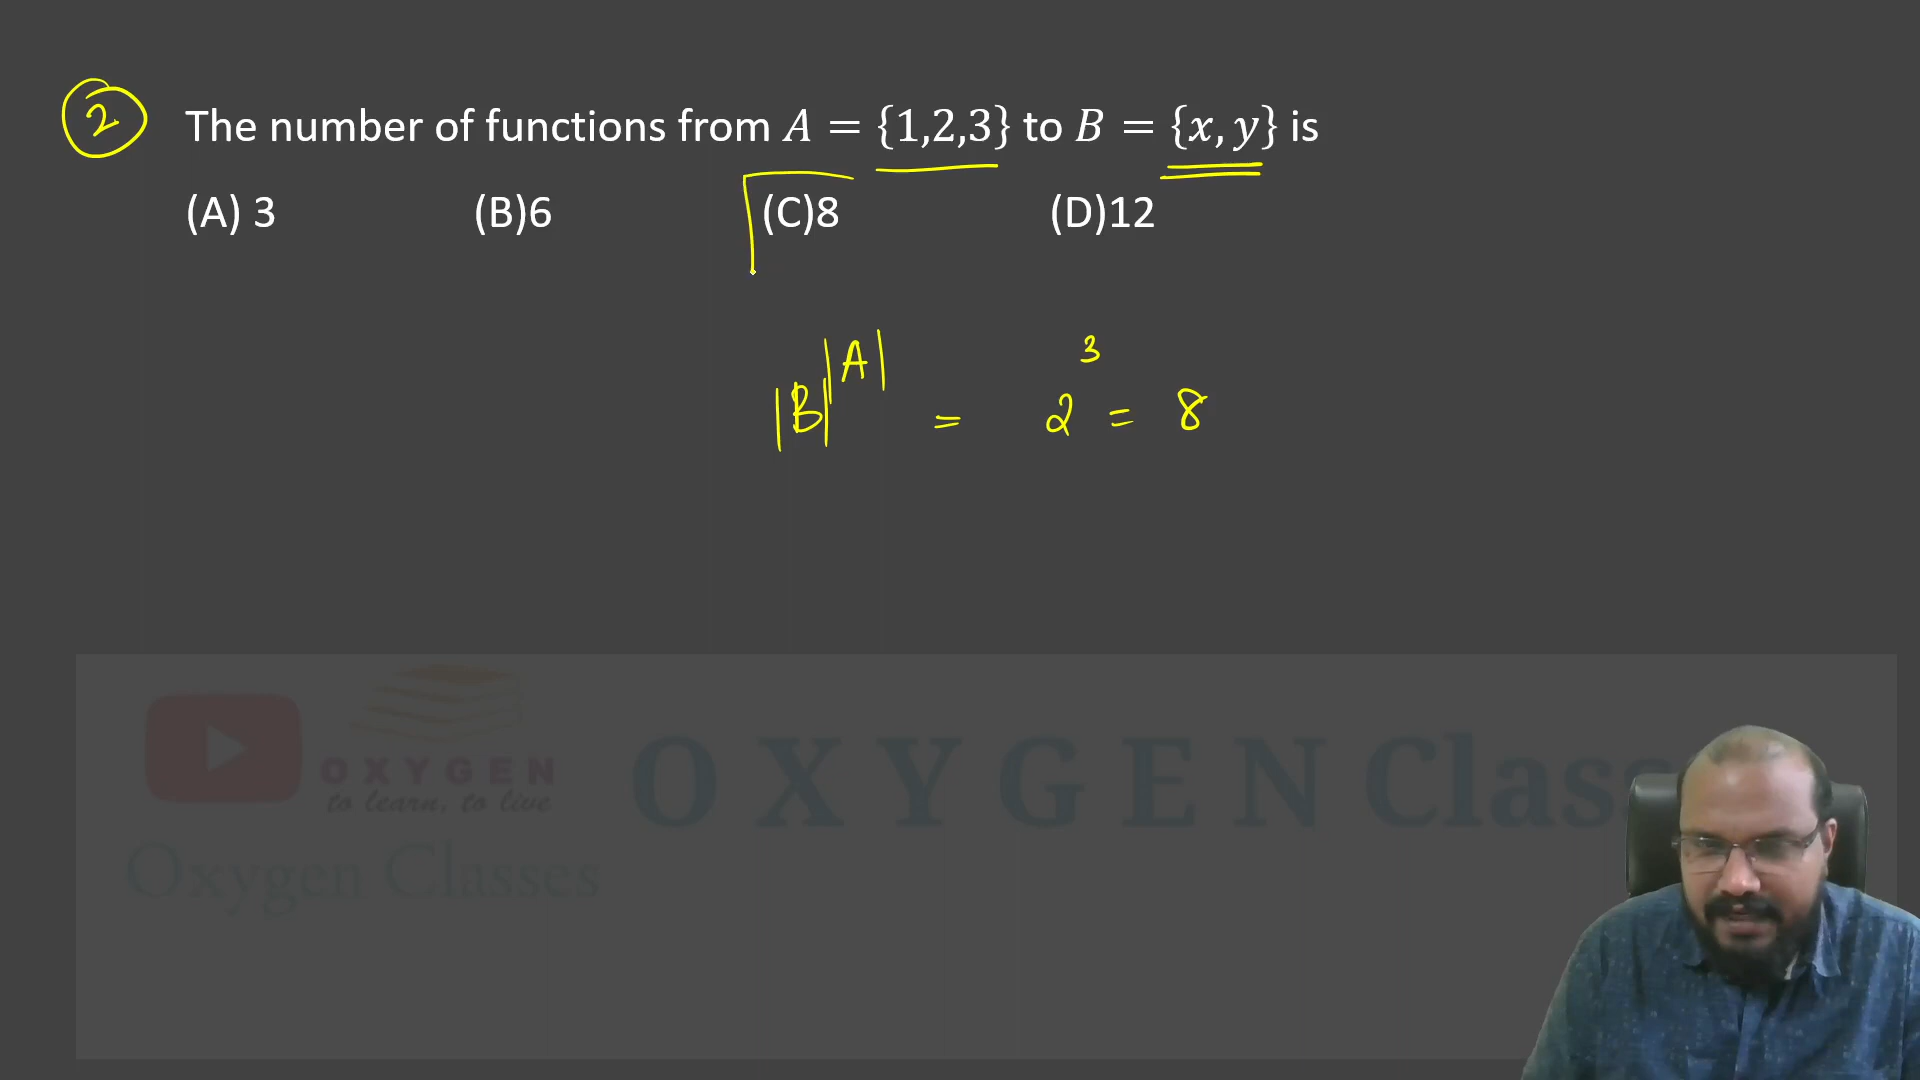 2 The number of functions from A = {1,2,3} to B = {x, y} is
(A) 3 (B)6 (C)8 (D)12
|B|^|A| = 2^3 = 8
OXYGEN
to learn, to live
Oxygen Classes
OXYGEN Class